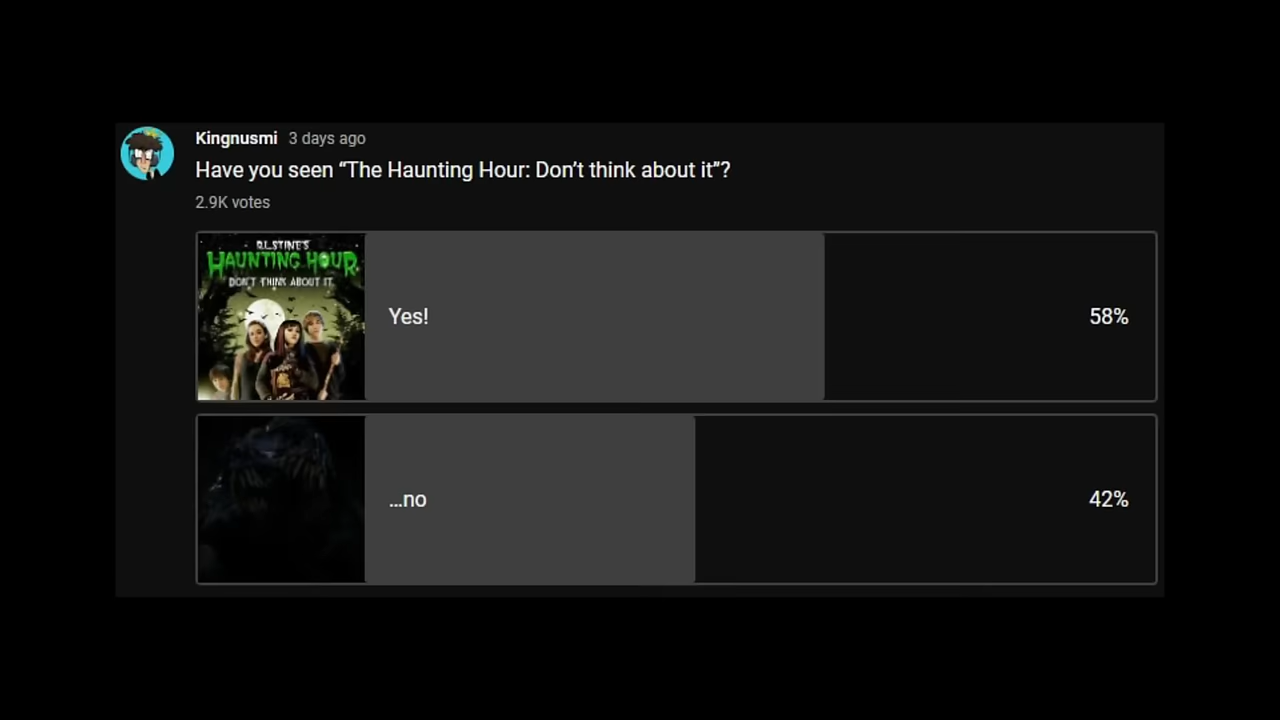 Kingnusmi 3 days ago
Have you seen “The Haunting Hour: Don’t think about it”?
2.9K votes
R.L. STINE'S
HAUNTING HOUR
DON'T THINK ABOUT IT
Yes!
58%
...no
42%